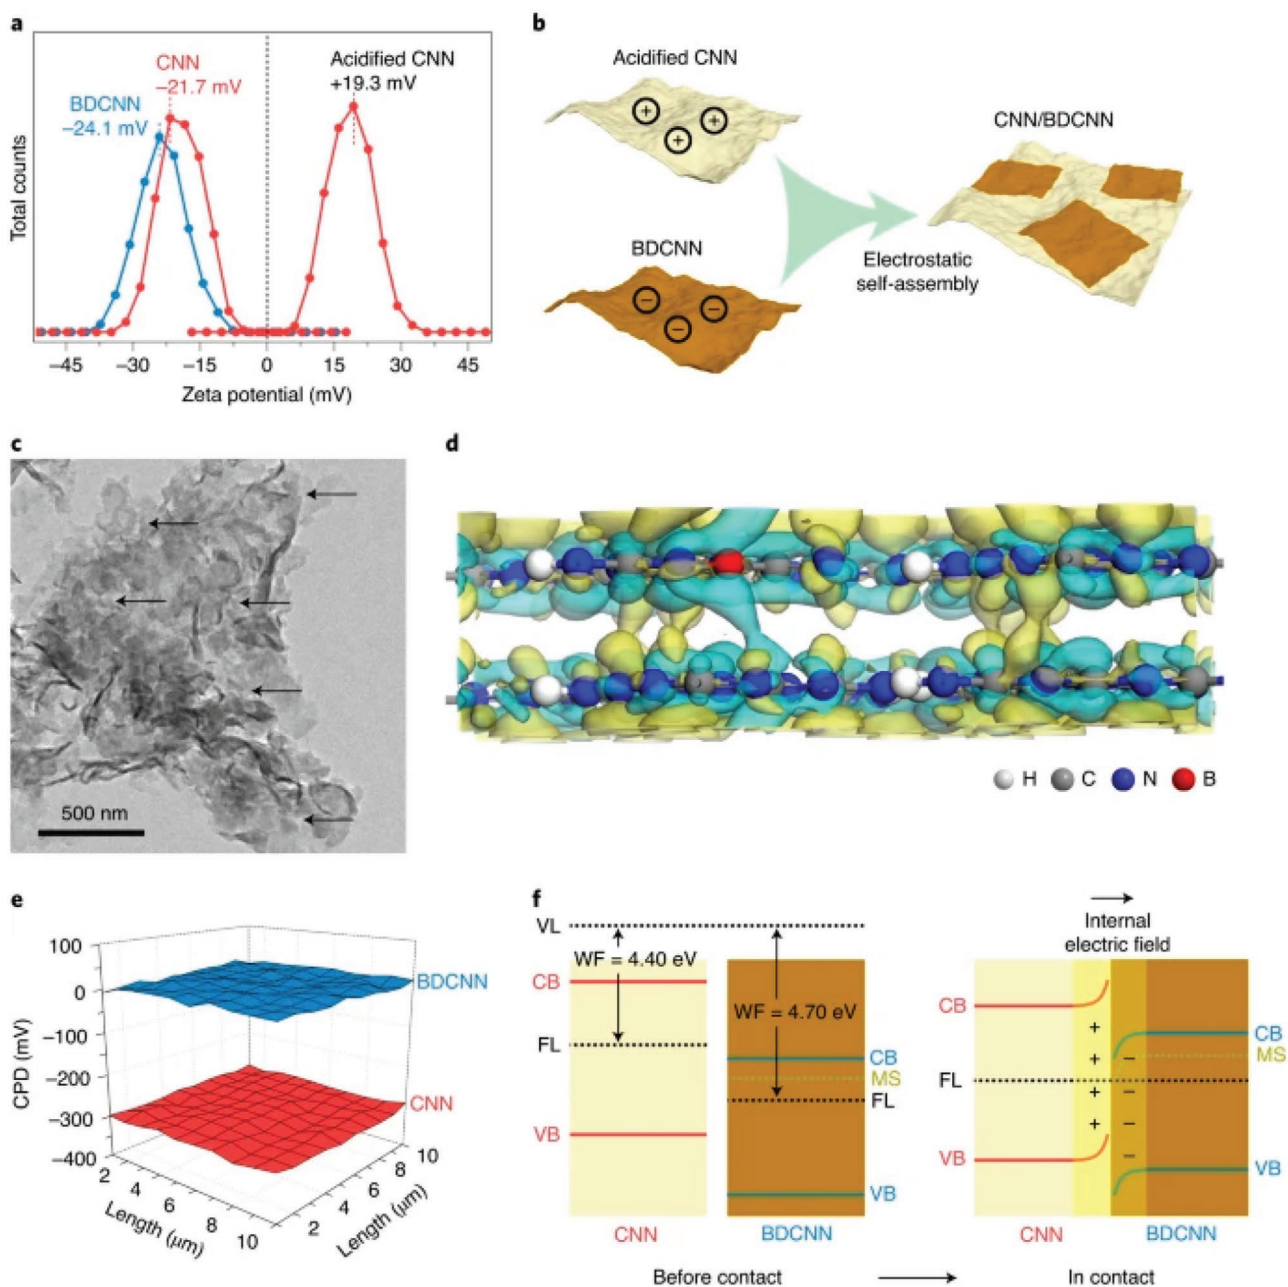 a
CNN
−21.7 mV
Acidified CNN
+19.3 mV
BDCNN
−24.1 mV
Total counts
−45 −30 −15 0 15 30 45
Zeta potential (mV)
b
Acidified CNN
+ + +
BDCNN
− − −
CNN/BDCNN
Electrostatic
self-assembly
c
500 nm
d
H C N B
e
100
0
−100
−200
−300
−400
CPD (mV)
BDCNN
CNN
2 4 6 8 10
Length (μm)
2 4 6 8 10
Length (μm)
f
VL
WF = 4.40 eV
CB
WF = 4.70 eV
FL
CB
MS
FL
VB
VB
CNN
BDCNN
Before contact
Internal
electric field
CB
+
+ −
+ −
+ −
−
CB
MS
FL
VB
VB
CNN
BDCNN
In contact